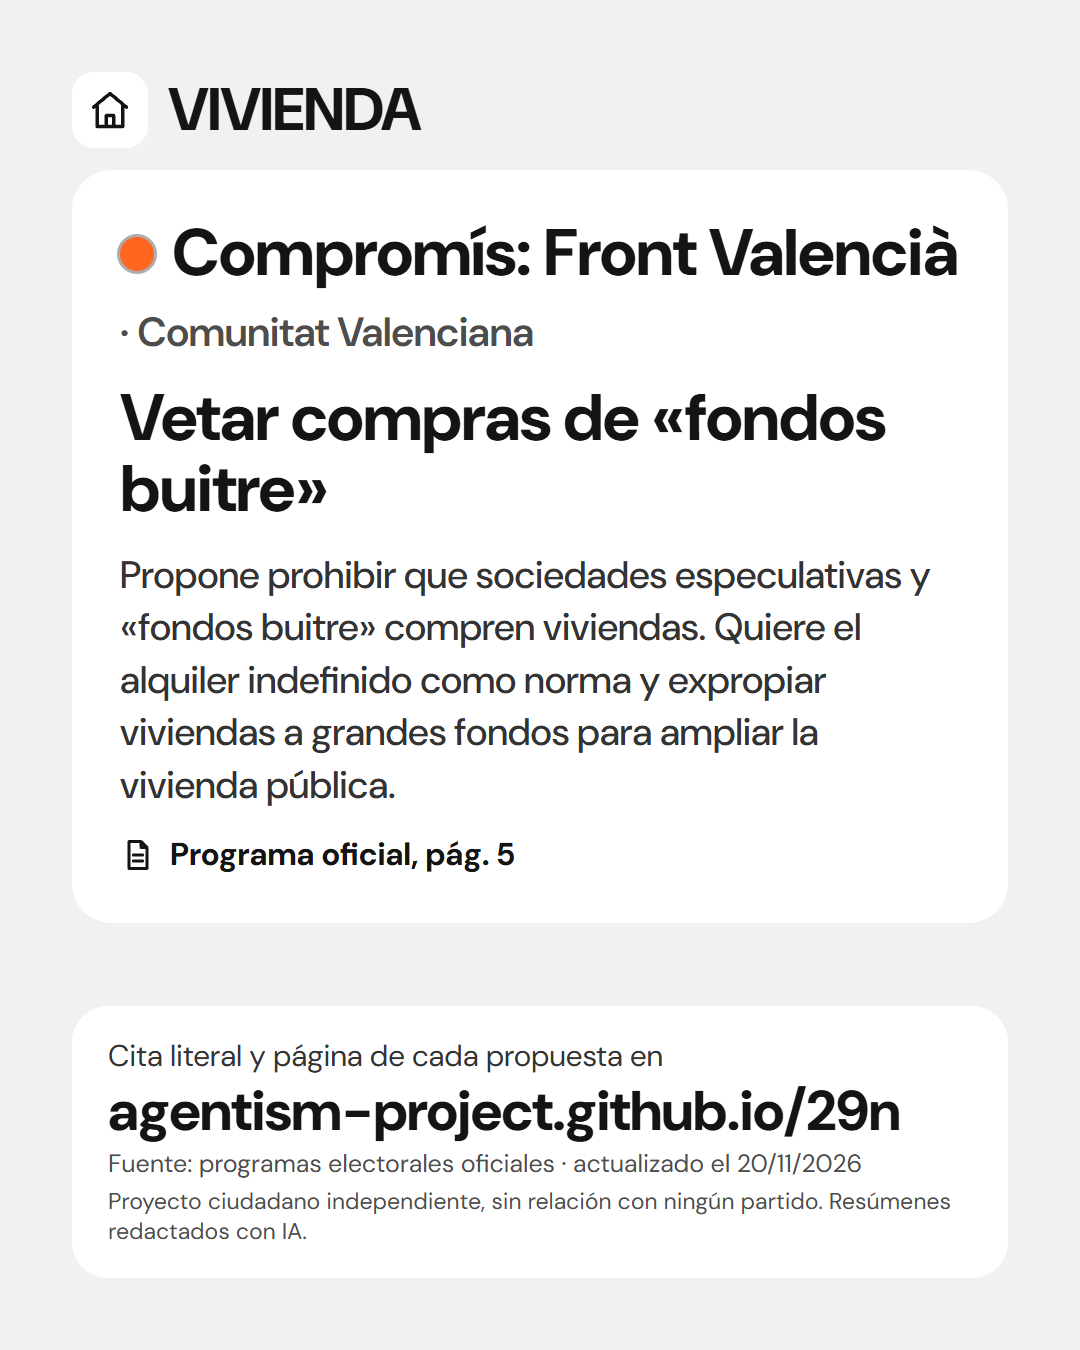 VIVIENDA
Compromís: Front Valencià
· Comunitat Valenciana
Vetar compras de «fondos
buitre»
Propone prohibir que sociedades especulativas y
«fondos buitre» compren viviendas. Quiere el
alquiler indefinido como norma y expropiar
viviendas a grandes fondos para ampliar la
vivienda pública.
Programa oficial, pág. 5
Cita literal y página de cada propuesta en
agentism-project.github.io/29n
Fuente: programas electorales oficiales · actualizado el 20/11/2026
Proyecto ciudadano independiente, sin relación con ningún partido. Resúmenes
redactados con IA.